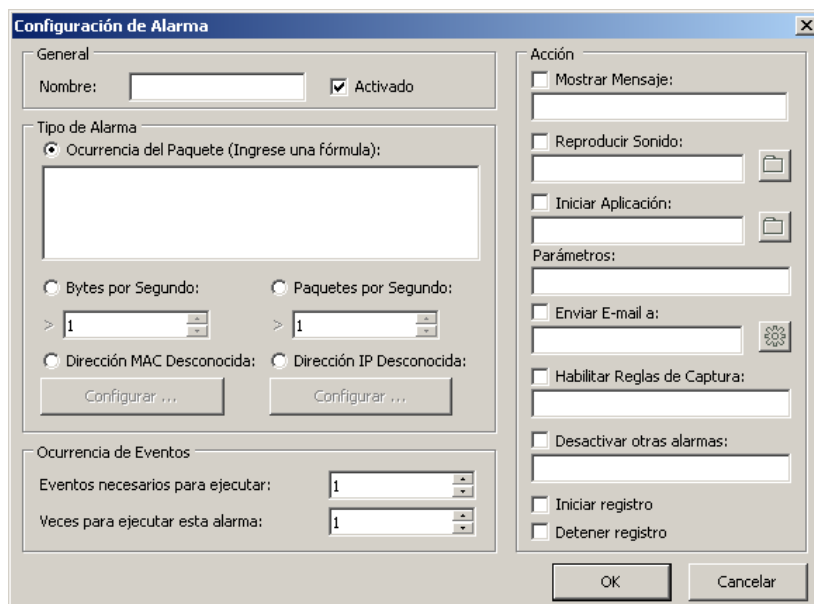 Configuración de Alarma
General
Nombre:
Activado
Tipo de Alarma
Ocurrencia del Paquete (Ingrese una fórmula):
Bytes por Segundo:
Paquetes por Segundo:
> 1
> 1
Dirección MAC Desconocida:
Dirección IP Desconocida:
Configurar ...
Configurar ...
Ocurrencia de Eventos
Eventos necesarios para ejecutar:
1
Veces para ejecutar esta alarma:
1
Acción
Mostrar Mensaje:
Reproducir Sonido:
Iniciar Aplicación:
Parámetros:
Enviar E-mail a:
Habilitar Reglas de Captura:
Desactivar otras alarmas:
Iniciar registro
Detener registro
OK
Cancelar